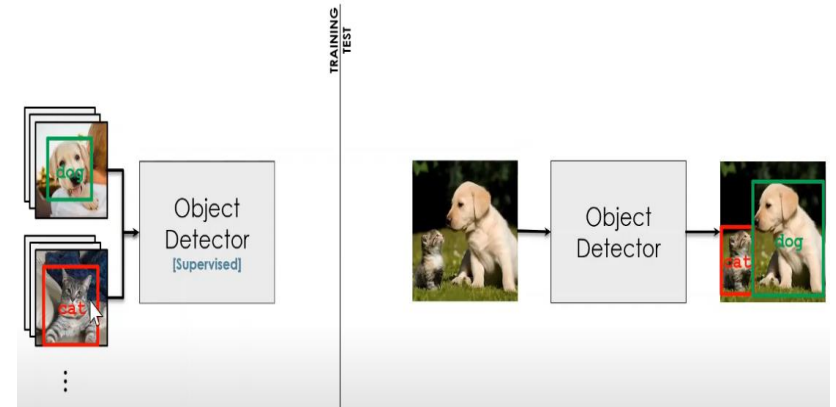 TRAINING
TEST
dog
Object
Detector
[Supervised]
cat
Object
Detector
cat
dog